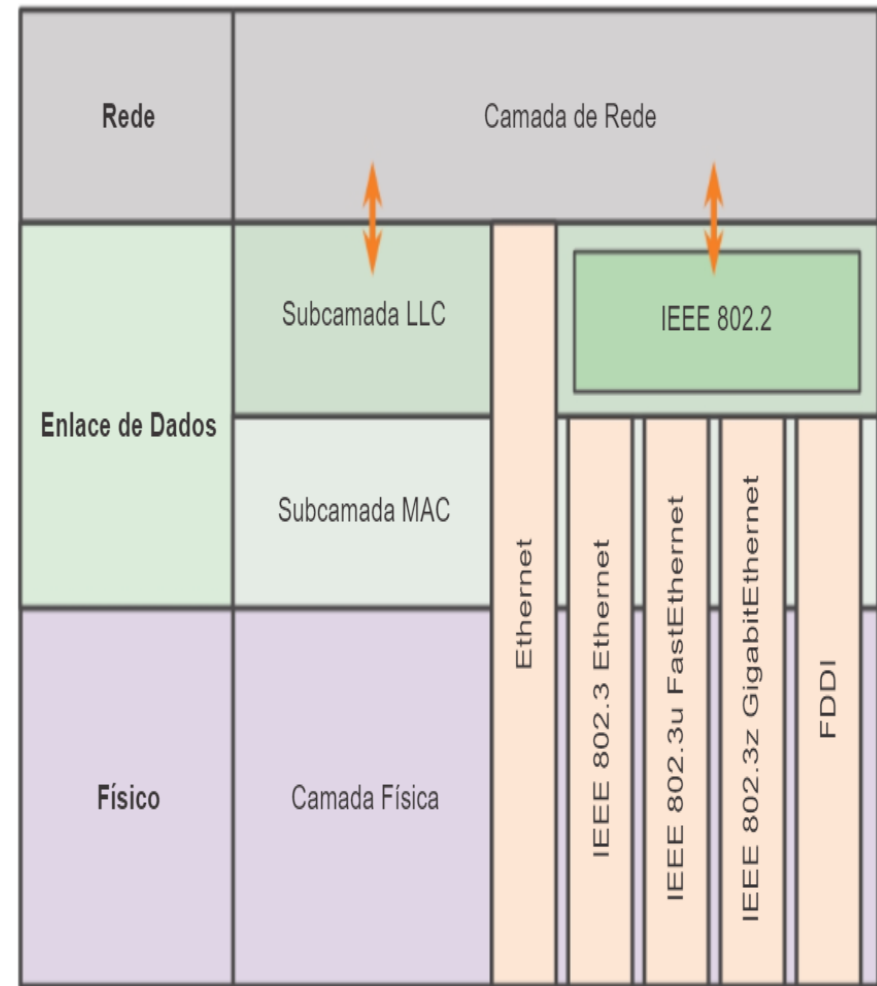 Rede
Camada de Rede
Subcamada LLC
IEEE 802.2
Enlace de Dados
Subcamada MAC
Ethernet
IEEE 802.3 Ethernet
IEEE 802.3u FastEthernet
IEEE 802.3z GigabitEthernet
FDDI
Físico
Camada Física